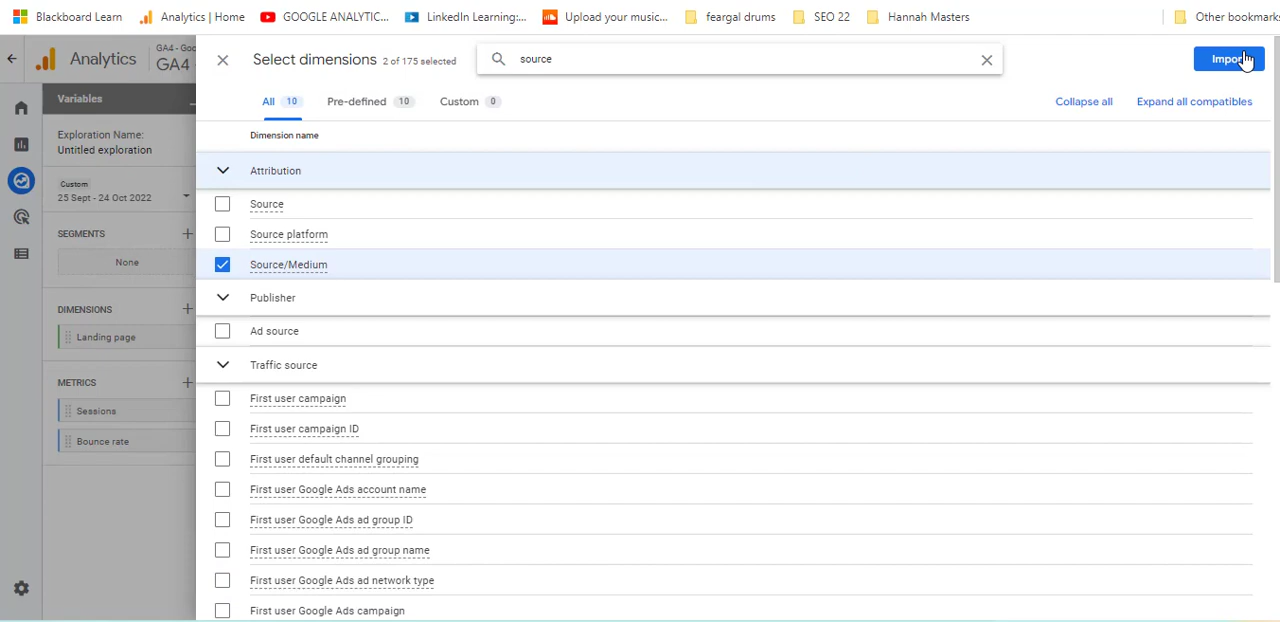 Blackboard Learn
Analytics | Home
GOOGLE ANALYTIC...
LinkedIn Learning:...
Upload your music...
feargal drums
SEO 22
Hannah Masters
Other bookmarks
Analytics
GA4 - Goo
GA4
Select dimensions 2 of 175 selected
source
Import
Variables
All 10
Pre-defined 10
Custom 0
Collapse all
Expand all compatibles
Exploration Name:
Untitled exploration
Custom
25 Sept - 24 Oct 2022
SEGMENTS
None
DIMENSIONS
Landing page
METRICS
Sessions
Bounce rate
Dimension name
Attribution
Source
Source platform
Source/Medium
Publisher
Ad source
Traffic source
First user campaign
First user campaign ID
First user default channel grouping
First user Google Ads account name
First user Google Ads ad group ID
First user Google Ads ad group name
First user Google Ads ad network type
First user Google Ads campaign